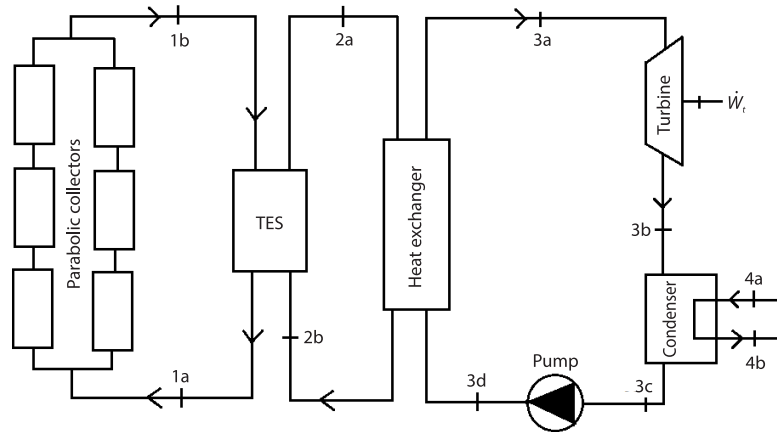 1b
2a
3a
Parabolic collectors
TES
Heat exchanger
Turbine
Ẇt
3b
Condenser
4a
4b
2b
1a
3d
Pump
3c